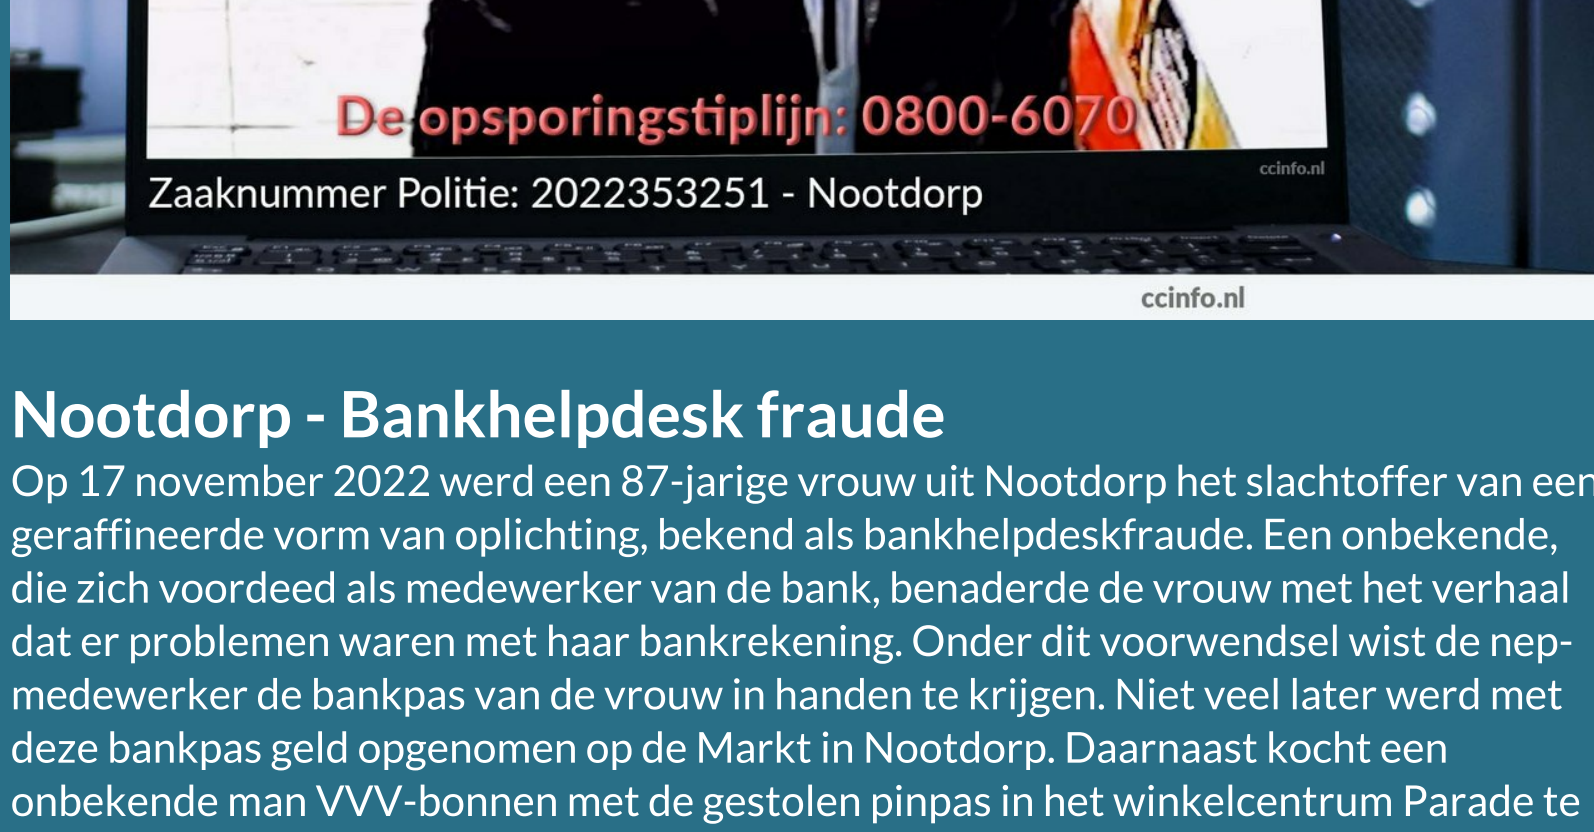 De opsporingstiplijn: 0800-6070
ccinfo.nl
Zaaknummer Politie: 2022353251 - Nootdorp
ccinfo.nl
Nootdorp - Bankhelpdesk fraude
Op 17 november 2022 werd een 87-jarige vrouw uit Nootdorp het slachtoffer van een
geraffineerde vorm van oplichting, bekend als bankhelpdeskfraude. Een onbekende,
die zich voordeed als medewerker van de bank, benaderde de vrouw met het verhaal
dat er problemen waren met haar bankrekening. Onder dit voorwendsel wist de nep-
medewerker de bankpas van de vrouw in handen te krijgen. Niet veel later werd met
deze bankpas geld opgenomen op de Markt in Nootdorp. Daarnaast kocht een
onbekende man VVV-bonnen met de gestolen pinpas in het winkelcentrum Parade te